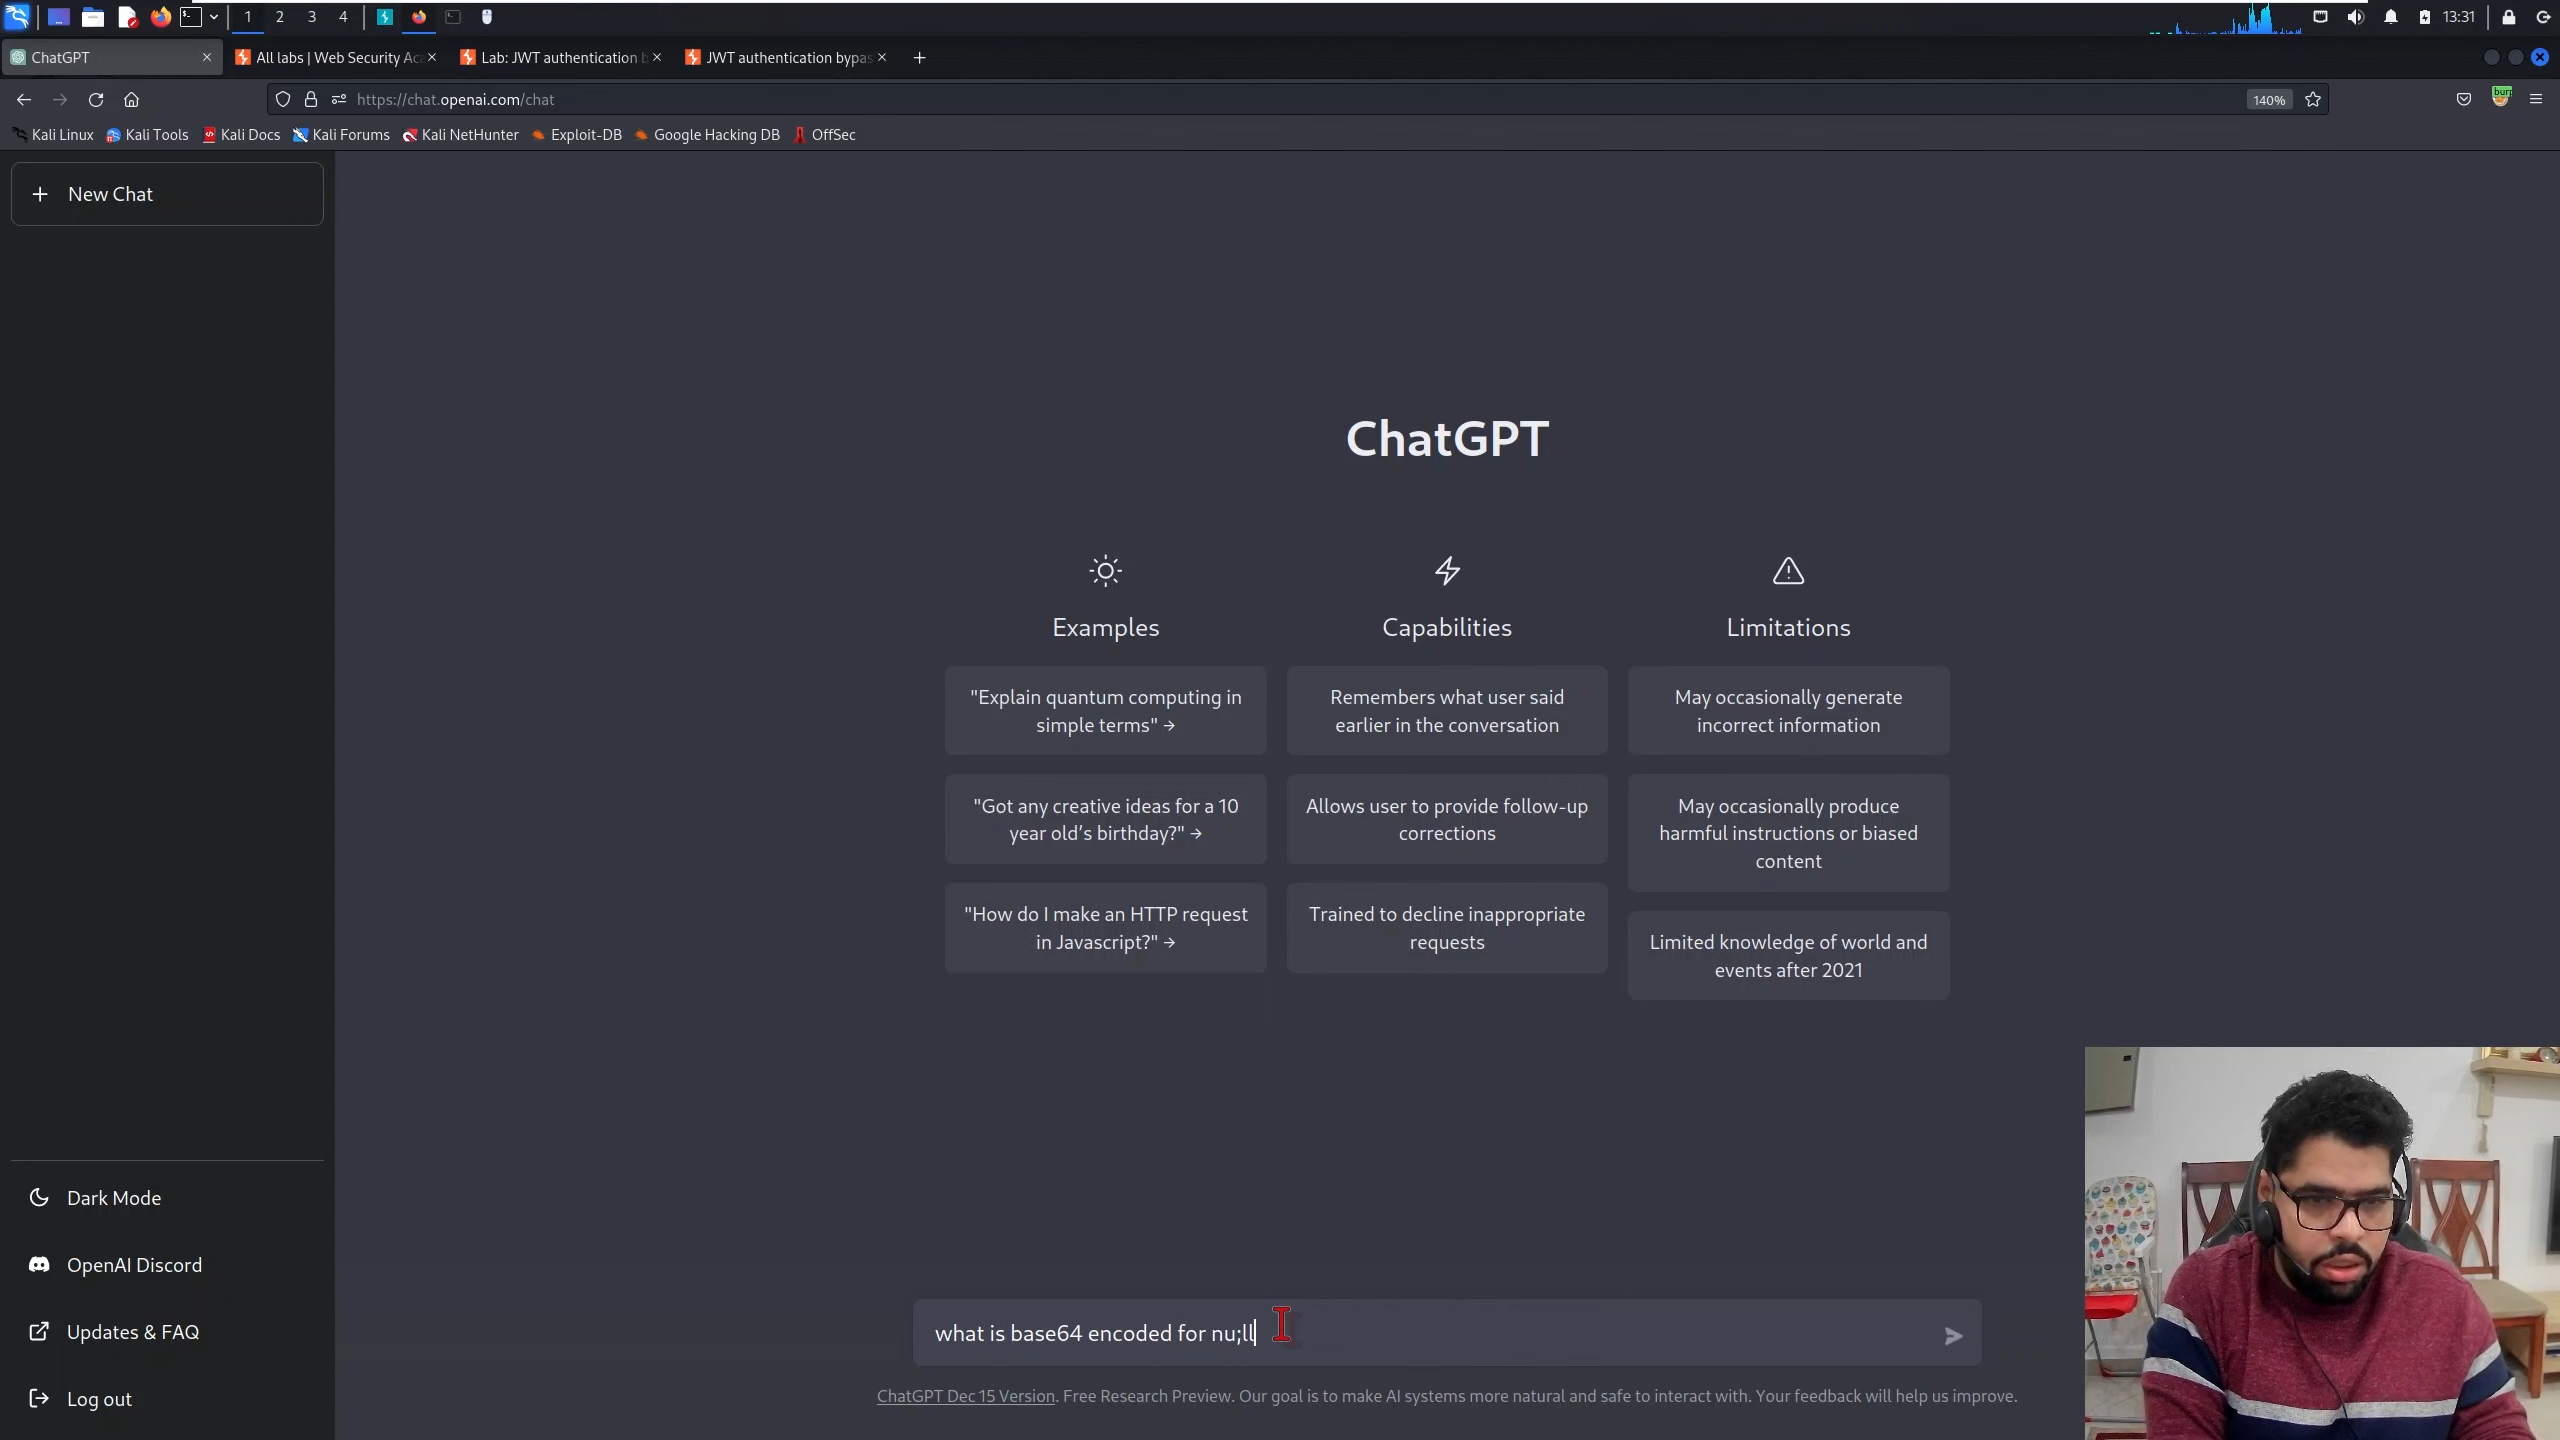 1 2 3 4
13:31
ChatGPT
All labs | Web Security Aca
Lab: JWT authentication b
JWT authentication bypas
https://chat.openai.com/chat
140%
burp
Kali Linux
Kali Tools
Kali Docs
Kali Forums
Kali NetHunter
Exploit-DB
Google Hacking DB
OffSec
New Chat
ChatGPT
Examples
"Explain quantum computing in
simple terms" →
"Got any creative ideas for a 10
year old’s birthday?" →
"How do I make an HTTP request
in Javascript?" →
Capabilities
Remembers what user said
earlier in the conversation
Allows user to provide follow-up
corrections
Trained to decline inappropriate
requests
Limitations
May occasionally generate
incorrect information
May occasionally produce
harmful instructions or biased
content
Limited knowledge of world and
events after 2021
Dark Mode
OpenAI Discord
Updates & FAQ
Log out
what is base64 encoded for nu;ll
ChatGPT Dec 15 Version. Free Research Preview. Our goal is to make AI systems more natural and safe to interact with. Your feedback will help us improve.